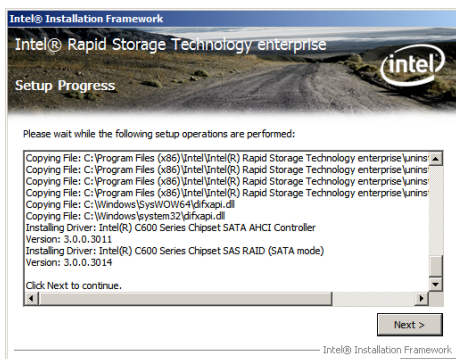 Intel® Installation Framework
Intel® Rapid Storage Technology enterprise
intel
Setup Progress
Please wait while the following setup operations are performed:
Copying File: C:\Program Files (x86)\Intel\Intel(R) Rapid Storage Technology enterprise\unins
Copying File: C:\Program Files (x86)\Intel\Intel(R) Rapid Storage Technology enterprise\unins
Copying File: C:\Program Files (x86)\Intel\Intel(R) Rapid Storage Technology enterprise\unins
Copying File: C:\Program Files (x86)\Intel\Intel(R) Rapid Storage Technology enterprise\unins
Copying File: C:\Windows\SysWOW64\difxapi.dll
Copying File: C:\Windows\system32\difxapi.dll
Installing Driver: Intel(R) C600 Series Chipset SATA AHCI Controller
Version: 3.0.0.3011
Installing Driver: Intel(R) C600 Series Chipset SAS RAID (SATA mode)
Version: 3.0.0.3014
Click Next to continue.
Next >
Intel® Installation Framework